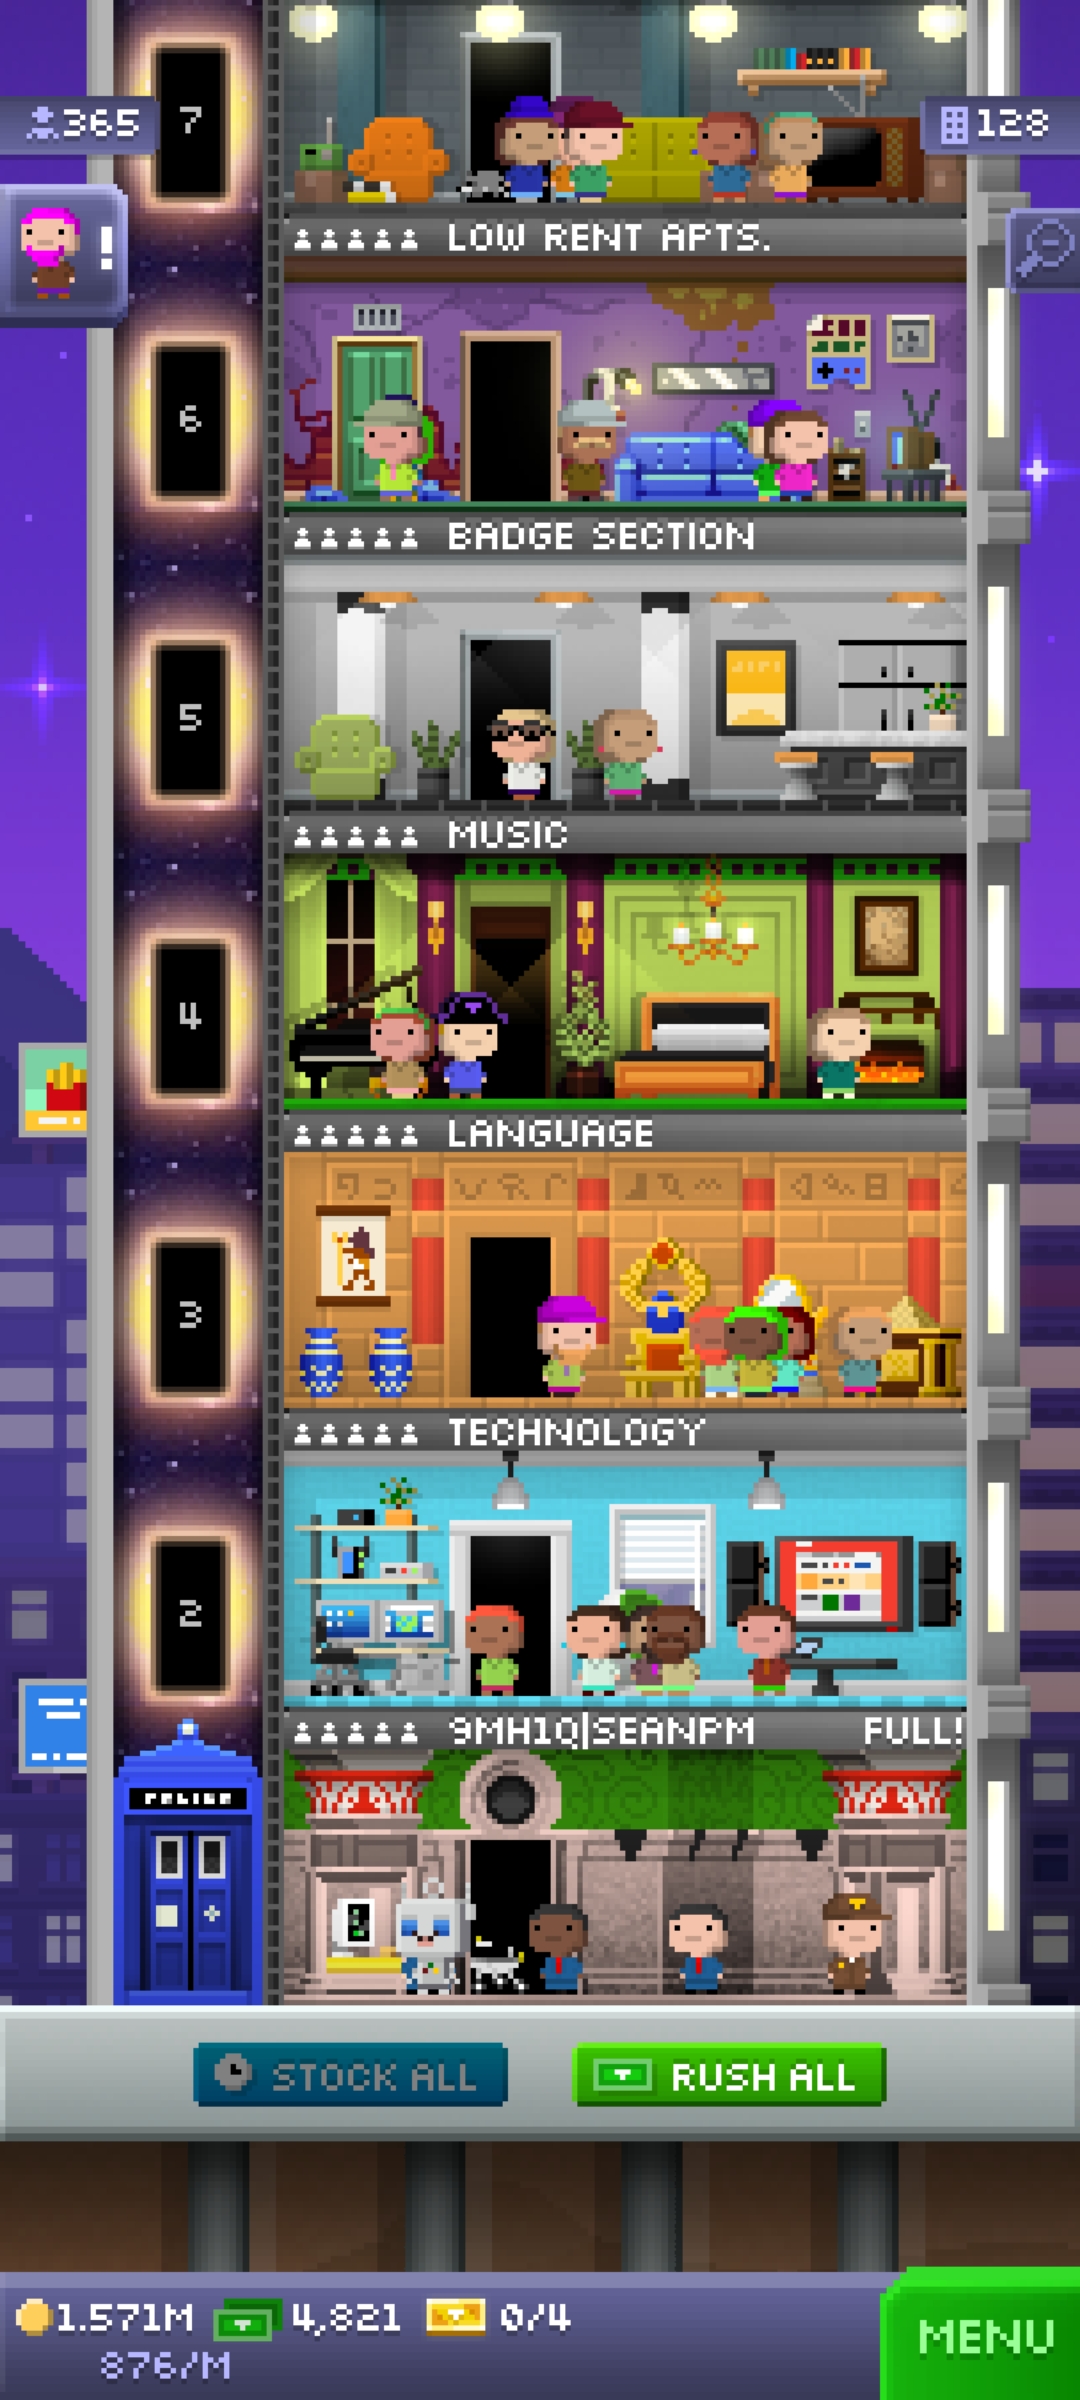 7
365
128
!
LOW RENT APTS.
6
BADGE SECTION
5
MUSIC
4
LANGUAGE
3
TECHNOLOGY
2
9MH1Q|SEANPM FULL!
POLICE
STOCK ALL
RUSH ALL
1.571M 4,821 0/4
876/M
MENU